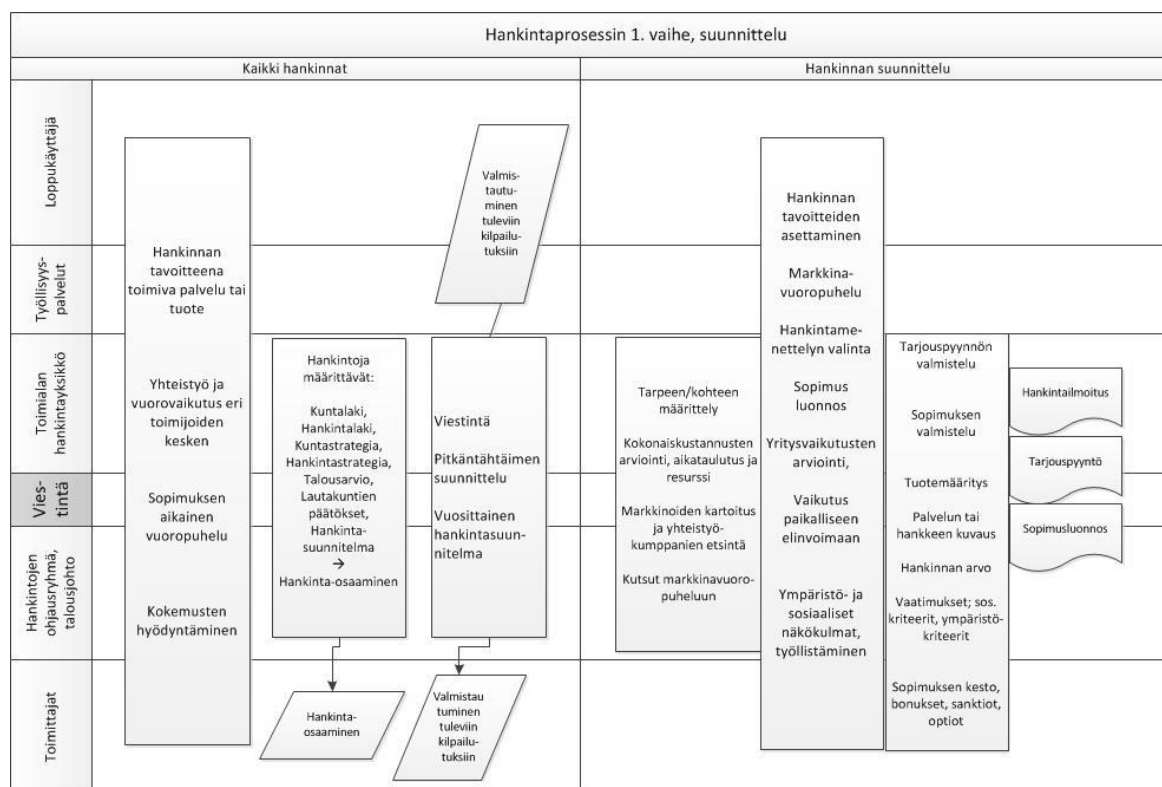 Hankintaprosessin 1. vaihe, suunnittelu
Kaikki hankinnat
Hankinnan suunnittelu
Loppukäyttäjä
Työllisyys-
palvelut
Toimialan
hankintayksikkö
Vies-
tintä
Hankintojen
ohjausryhmä,
talousjohto
Toimittajat
Hankinnan
tavoitteena
toimiva palvelu tai
tuote
Yhteistyö ja
vuorovaikutus eri
toimijoiden
kesken
Sopimuksen
aikainen
vuoropuhelu
Kokemusten
hyödyntäminen
Hankintoja
määrittävät:
Kuntalaki,
Hankintalaki,
Kuntastrategia,
Hankintastrategia,
Talousarvio,
Lautakuntien
päätökset,
Hankinta-
suunnitelma
→
Hankinta-osaaminen
Hankinta-
osaaminen
Valmis-
tautu-
minen
tuleviin
kilpailu-
tuksiin
Viestintä
Pitkäntähtäimen
suunnittelu
Vuosittainen
hankintasuun-
nitelma
Valmistau
tuminen
tuleviin
kilpailu-
tuksiin
Tarpeen/kohteen
määrittely
Kokonaiskustannusten
arviointi, aikataulutus ja
resurssi
Markkinoiden kartoitus
ja yhteistyö-
kumppanien etsintä
Kutsut markkinavuoro-
puheluun
Hankinnan
tavoitteiden
asettaminen
Markkina-
vuoropuhelu
Hankintame-
nettelyn valinta
Sopimus
luonnos
Yritysvaikutusten
arviointi,
Vaikutus
paikalliseen
elinvoimaan
Ympäristö- ja
sosiaaliset
näkökulmat,
työllistäminen
Tarjouspyynnön
valmistelu
Sopimuksen
valmistelu
Tuotemääritys
Palvelun tai
hankkeen kuvaus
Hankinnan arvo
Vaatimukset; sos.
kriteerit, ympäristö-
kriteerit
Sopimuksen kesto,
bonukset, sanktiot,
optiot
Hankintailmoitus
Tarjouspyyntö
Sopimusluonnos